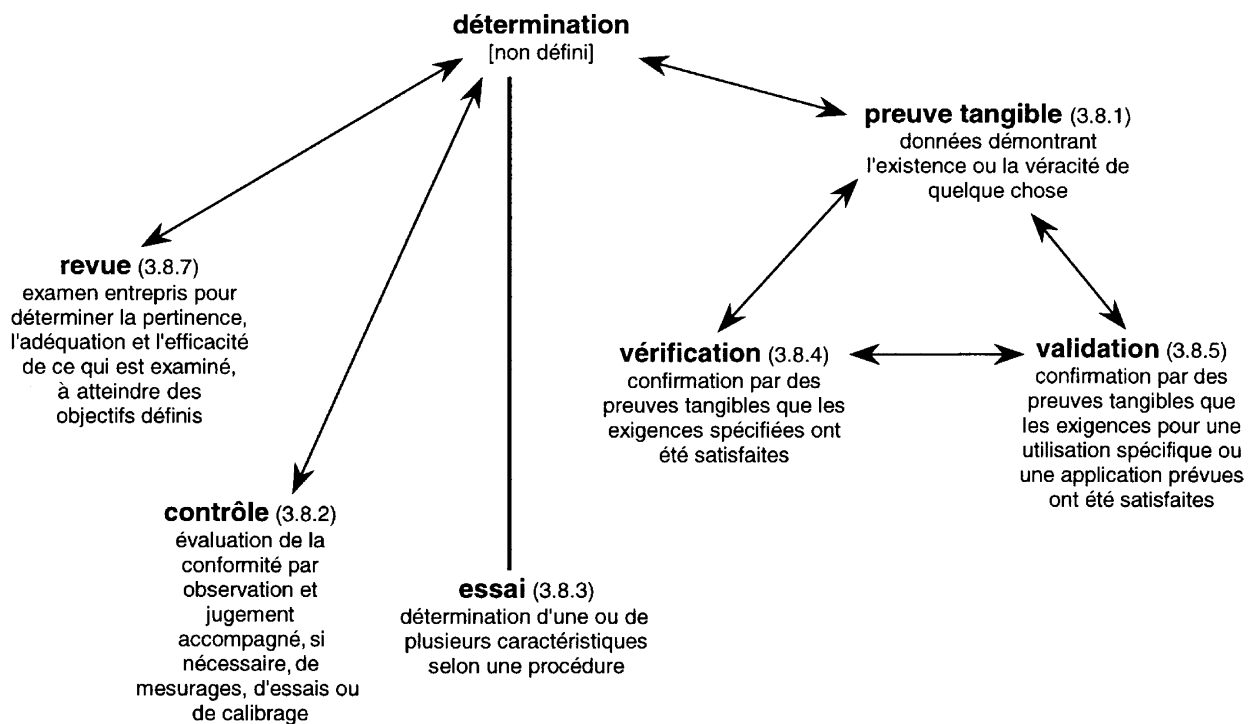 détermination
[non défini]
preuve tangible (3.8.1)
données démontrant
l'existence ou la véracité de
quelque chose
revue (3.8.7)
examen entrepris pour
déterminer la pertinence,
l'adéquation et l'efficacité
de ce qui est examiné,
à atteindre des
objectifs définis
vérification (3.8.4)
confirmation par des
preuves tangibles que les
exigences spécifiées ont
été satisfaites
validation (3.8.5)
confirmation par des
preuves tangibles que
les exigences pour une
utilisation spécifique ou
une application prévues
ont été satisfaites
contrôle (3.8.2)
évaluation de la
conformité par
observation et
jugement
accompagné, si
nécessaire, de
mesurages, d'essais ou
de calibrage
essai (3.8.3)
détermination d'une ou de
plusieurs caractéristiques
selon une procédure